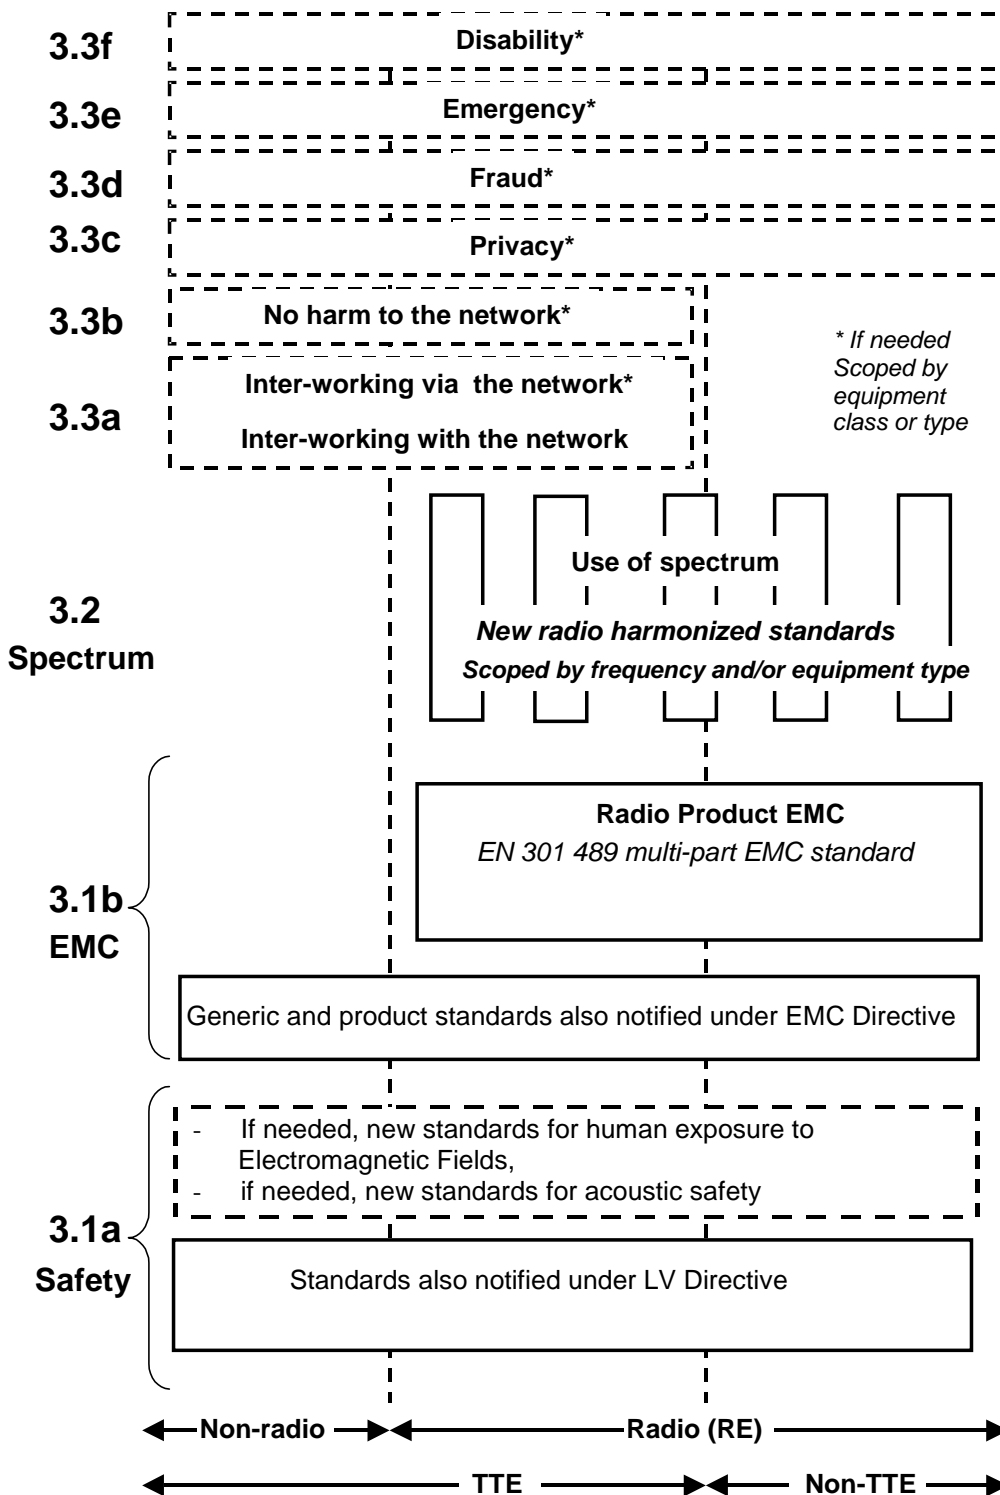 3.3f
Disability*
3.3e
Emergency*
3.3d
Fraud*
3.3c
Privacy*
3.3b
No harm to the network*
* If needed
Scoped by
equipment
class or type
3.3a
Inter-working via the network*
Inter-working with the network
3.2
Spectrum
Use of spectrum
New radio harmonized standards
Scoped by frequency and/or equipment type
3.1b
EMC
Radio Product EMC
EN 301 489 multi-part EMC standard
Generic and product standards also notified under EMC Directive
3.1a
Safety
- If needed, new standards for human exposure to
Electromagnetic Fields,
- if needed, new standards for acoustic safety
Standards also notified under LV Directive
Non-radio
Radio (RE)
TTE
Non-TTE